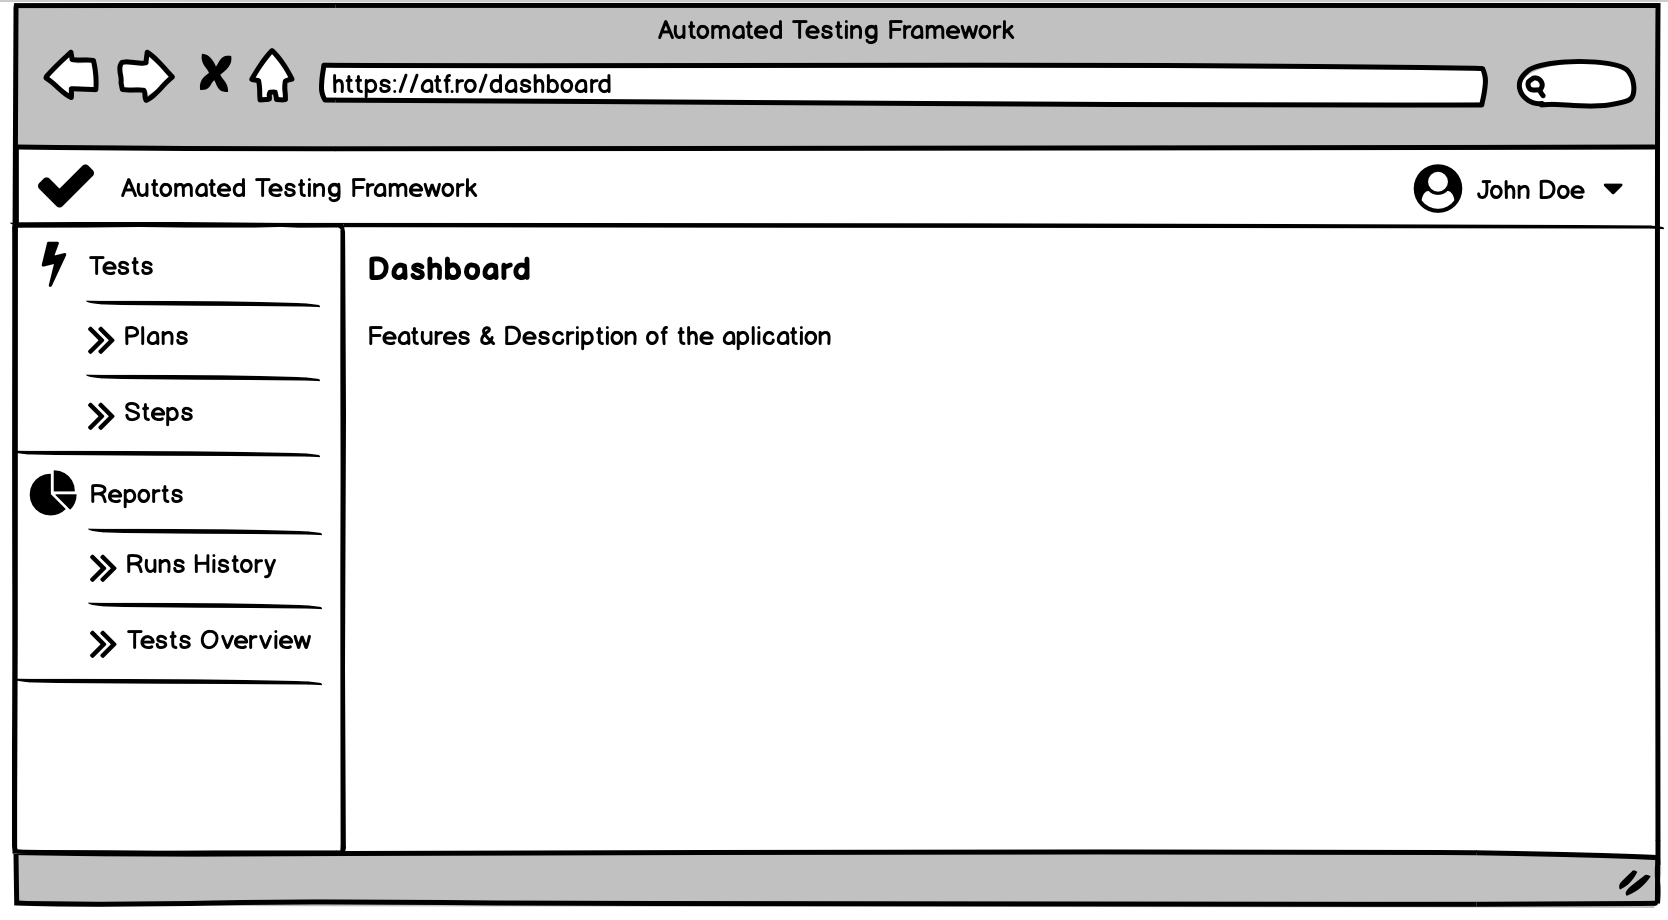 Automated Testing Framework
https://atf.ro/dashboard
Automated Testing Framework
John Doe
Tests
Plans
Steps
Reports
Runs History
Tests Overview
Dashboard
Features & Description of the aplication